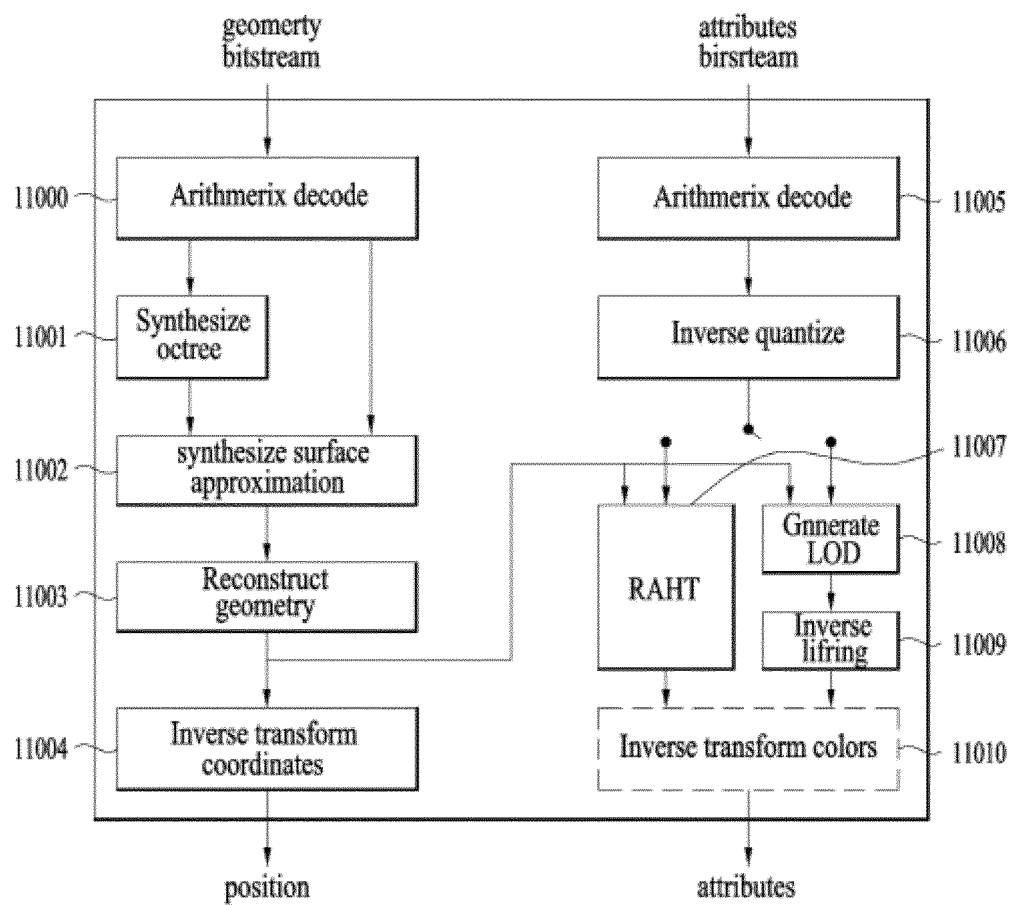 geomerty
bitstream
attributes
birsrteam
11000
Arithmerix decode
Arithmerix decode
11005
11001
Synthesize
octree
Inverse quantize
11006
11007
11002
synthesize surface
approximation
Gnnerate
LOD
11008
11003
Reconstruct
geometry
RAHT
Inverse
lifring
11009
11004
Inverse transform
coordinates
Inverse transform colors
11010
position
attributes